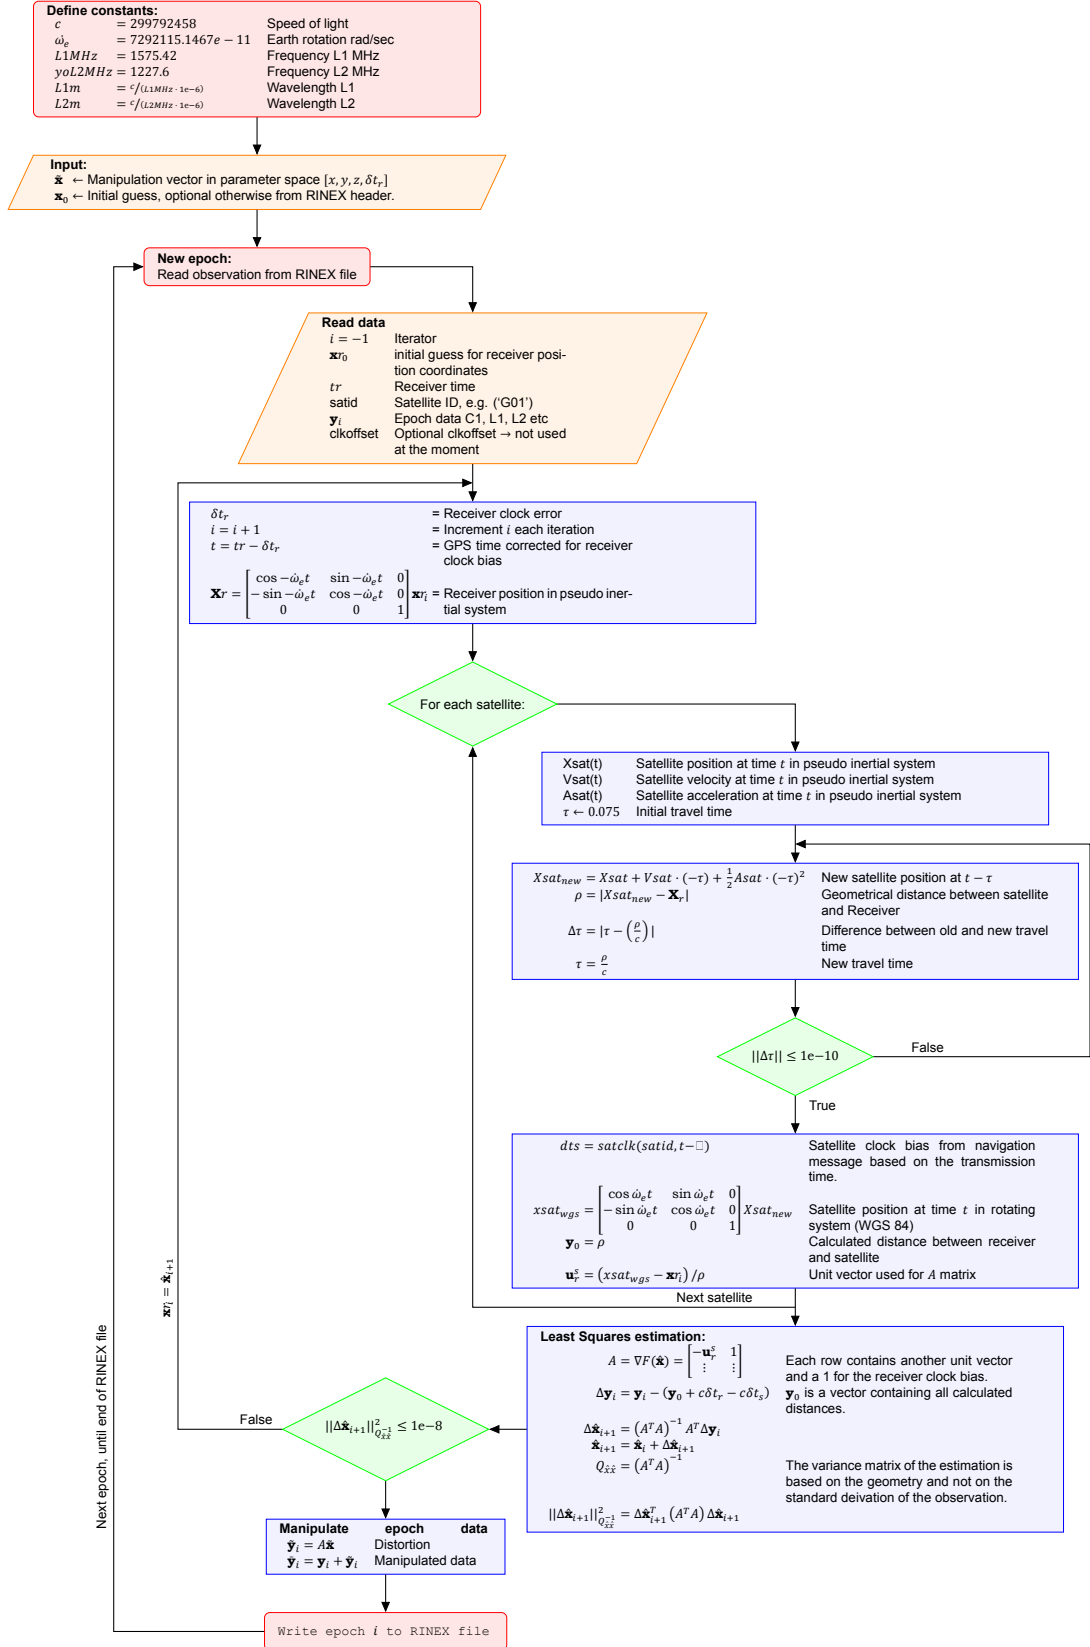 Define constants:
c = 299792458 Speed of light
ω̇ₑ = 7292115.1467e − 11 Earth rotation rad/sec
L1MHz = 1575.42 Frequency L1 MHz
yoL2MHz = 1227.6 Frequency L2 MHz
L1m = c/(L1MHz · 1e−6) Wavelength L1
L2m = c/(L2MHz · 1e−6) Wavelength L2
Input:
x̃ ← Manipulation vector in parameter space [x, y, z, δtᵣ]
x₀ ← Initial guess, optional otherwise from RINEX header.
New epoch:
Read observation from RINEX file
Read data
i = −1 Iterator
xr₀ initial guess for receiver posi-
tion coordinates
tr Receiver time
satid Satellite ID, e.g. ('G01')
yᵢ Epoch data C1, L1, L2 etc
clkoffset Optional clkoffset → not used
at the moment
δtᵣ = Receiver clock error
i = i + 1 = Increment i each iteration
t = tr − δtᵣ = GPS time corrected for receiver
clock bias
Xr = [cos −ω̇ₑt sin −ω̇ₑt 0; − sin −ω̇ₑt cos −ω̇ₑt 0; 0 0 1] xrᵢ = Receiver position in pseudo iner-
tial system
For each satellite:
Xsat(t) Satellite position at time t in pseudo inertial system
Vsat(t) Satellite velocity at time t in pseudo inertial system
Asat(t) Satellite acceleration at time t in pseudo inertial system
τ ← 0.075 Initial travel time
Xsat_new = Xsat + Vsat · (−τ) + ½Asat · (−τ)² New satellite position at t − τ
ρ = |Xsat_new − Xᵣ| Geometrical distance between satellite
and Receiver
Δτ = |τ − (ρ/c)| Difference between old and new travel
time
τ = ρ/c New travel time
||Δτ|| ≤ 1e−10
False
True
dts = satclk(satid, t−□) Satellite clock bias from navigation
message based on the transmission
time.
xsat_wgs = [cos ω̇ₑt sin ω̇ₑt 0; − sin ω̇ₑt cos ω̇ₑt 0; 0 0 1] Xsat_new Satellite position at time t in rotating
system (WGS 84)
y₀ = ρ Calculated distance between receiver
and satellite
uᵣˢ = (xsat_wgs − xrᵢ) /ρ Unit vector used for A matrix
Next satellite
Least Squares estimation:
A = ∇F(x̂) = [−uᵣˢ 1; ⋮ ⋮] Each row contains another unit vector
and a 1 for the receiver clock bias.
Δyᵢ = yᵢ − (y₀ + cδtᵣ − cδtₛ) y₀ is a vector containing all calculated
distances.
Δx̂ᵢ₊₁ = (AᵀA)⁻¹ AᵀΔyᵢ
x̂ᵢ₊₁ = x̂ᵢ + Δx̂ᵢ₊₁
Q_x̂x̂ = (AᵀA)⁻¹ The variance matrix of the estimation is
based on the geometry and not on the
standard deivation of the observation.
||Δx̂ᵢ₊₁||²_Q⁻¹_x̂x̂ = Δx̂ᵀᵢ₊₁ (AᵀA) Δx̂ᵢ₊₁
||Δx̂ᵢ₊₁||²_Q⁻¹_x̂x̂ ≤ 1e−8
False
xrᵢ = x̂ᵢ₊₁
Manipulate epoch data
ỹᵢ = Ax̃ Distortion
ỹᵢ = yᵢ + ỹᵢ Manipulated data
Write epoch i to RINEX file
Next epoch, until end of RINEX file